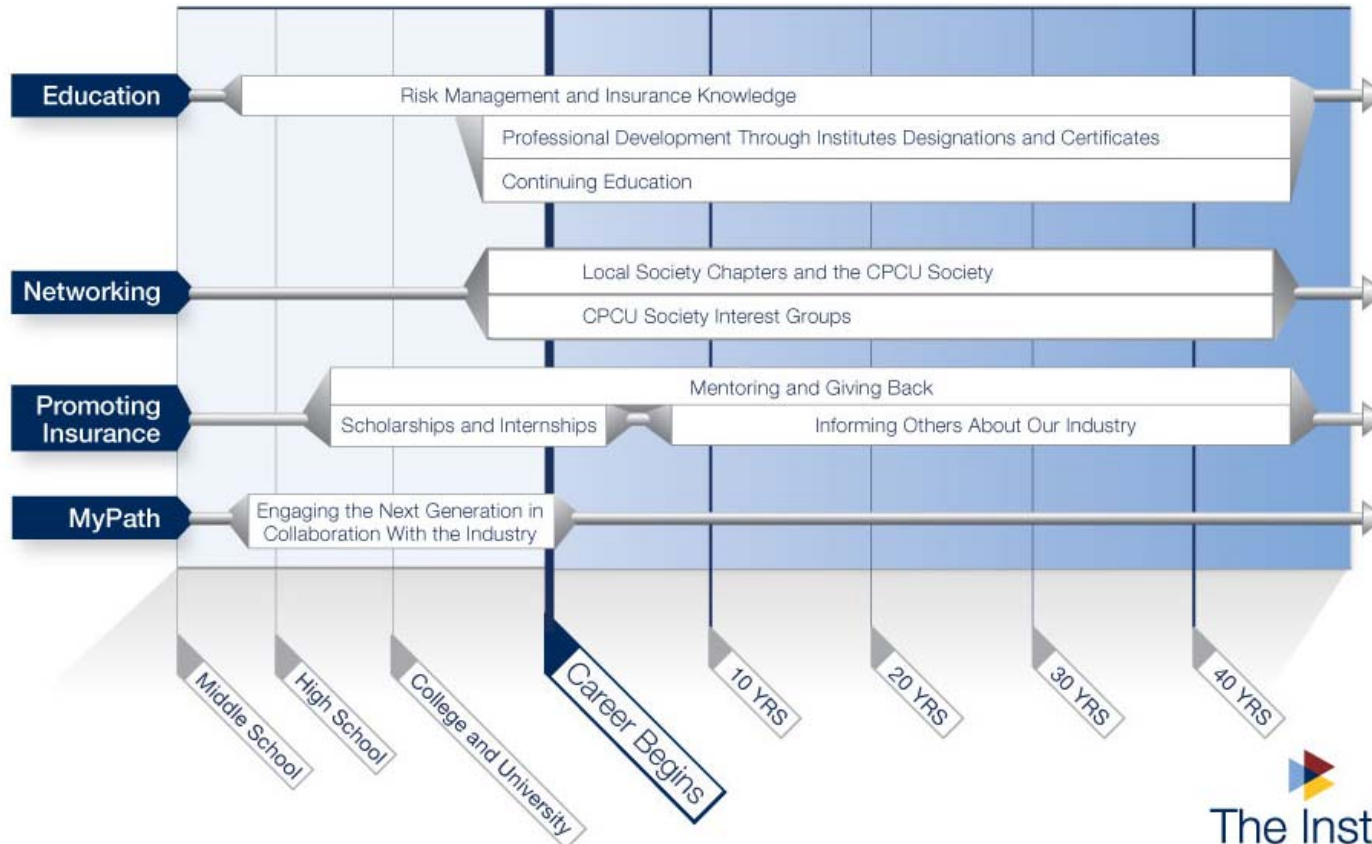 Education
Risk Management and Insurance Knowledge
Professional Development Through Institutes Designations and Certificates
Continuing Education
Networking
Local Society Chapters and the CPCU Society
CPCU Society Interest Groups
Promoting
Insurance
Mentoring and Giving Back
Scholarships and Internships
Informing Others About Our Industry
MyPath
Engaging the Next Generation in
Collaboration With the Industry
Middle School
High School
College and University
Career Begins
10 YRS
20 YRS
30 YRS
40 YRS
The Inst